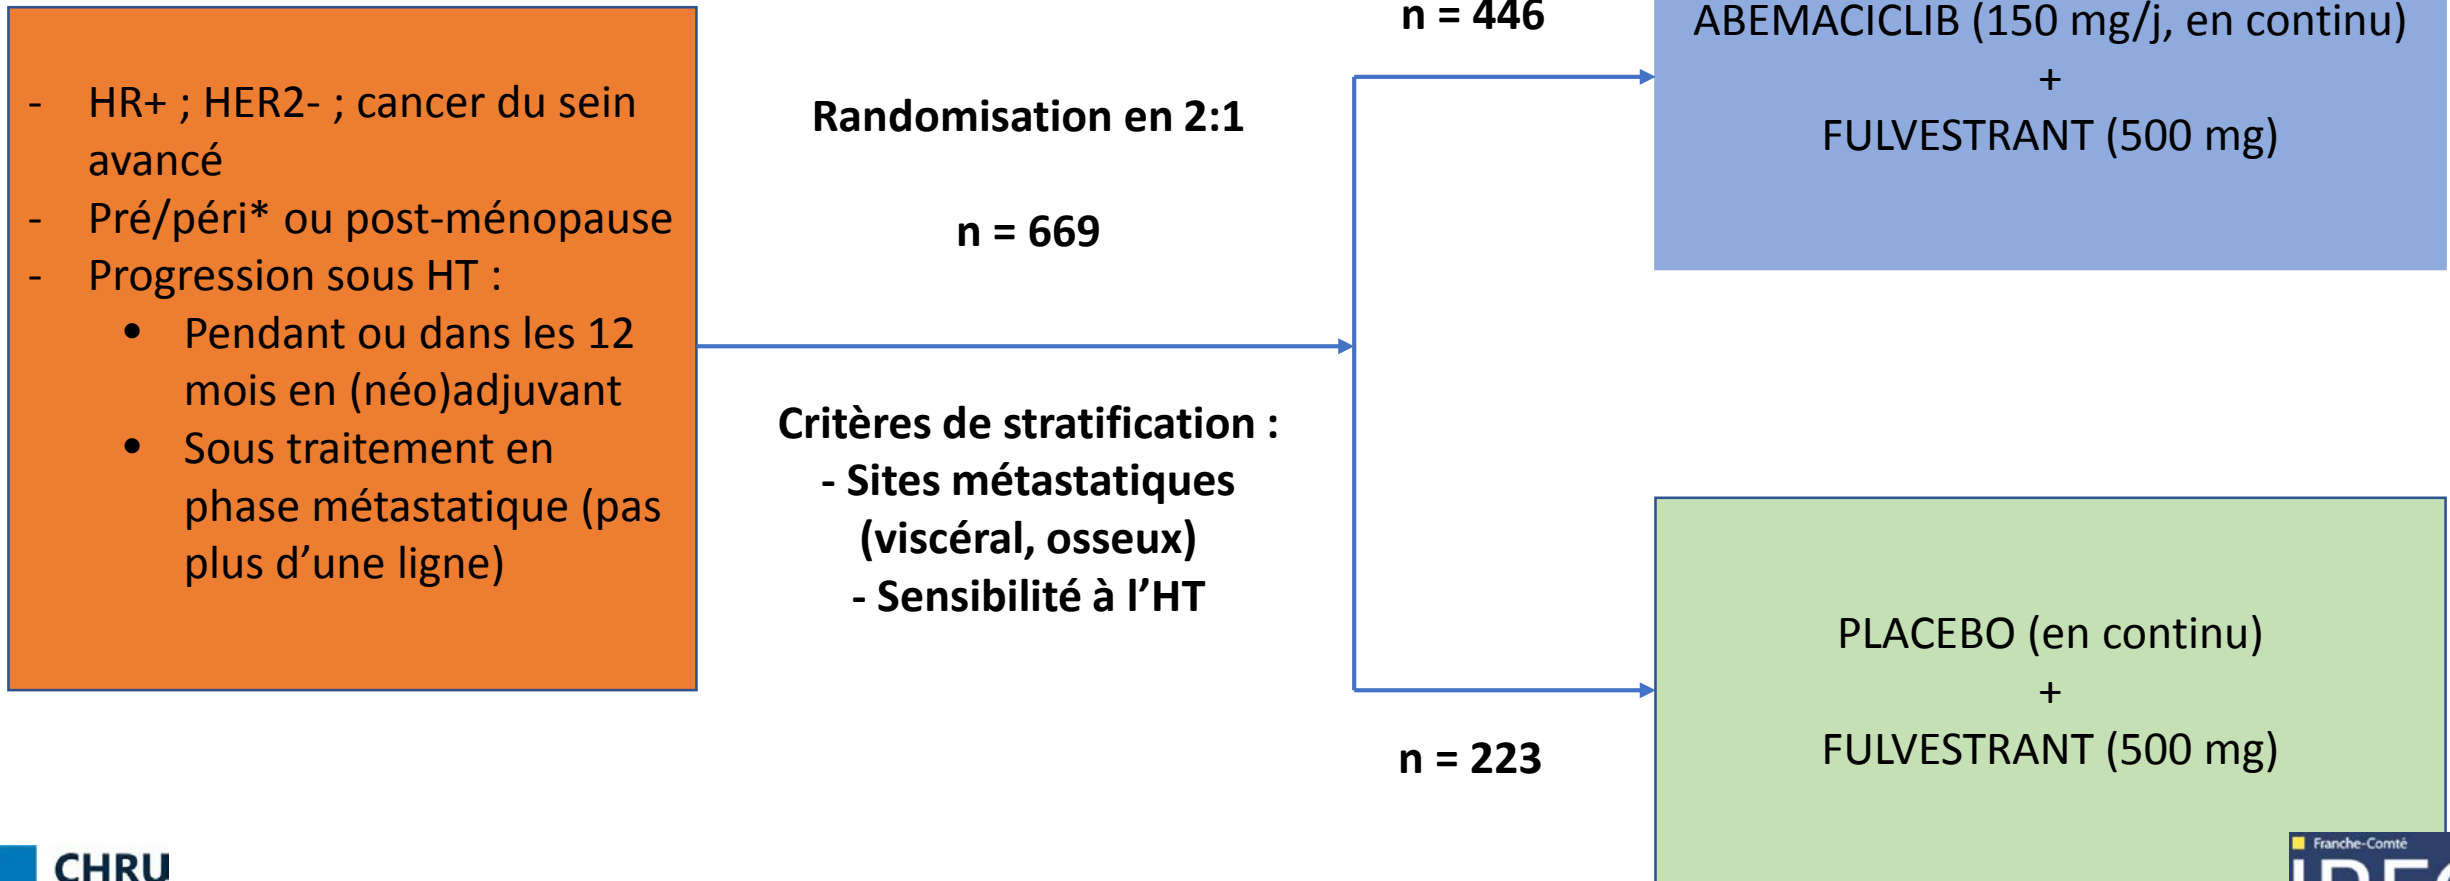 - HR+ ; HER2- ; cancer du sein
avancé
- Pré/péri* ou post-ménopause
- Progression sous HT :
• Pendant ou dans les 12
mois en (néo)adjuvant
• Sous traitement en
phase métastatique (pas
plus d’une ligne)
Randomisation en 2:1
n = 669
Critères de stratification :
- Sites métastatiques
(viscéral, osseux)
- Sensibilité à l’HT
n = 446
ABEMACICLIB (150 mg/j, en continu)
+
FULVESTRANT (500 mg)
n = 223
PLACEBO (en continu)
+
FULVESTRANT (500 mg)
CHRU
Franche-Comté